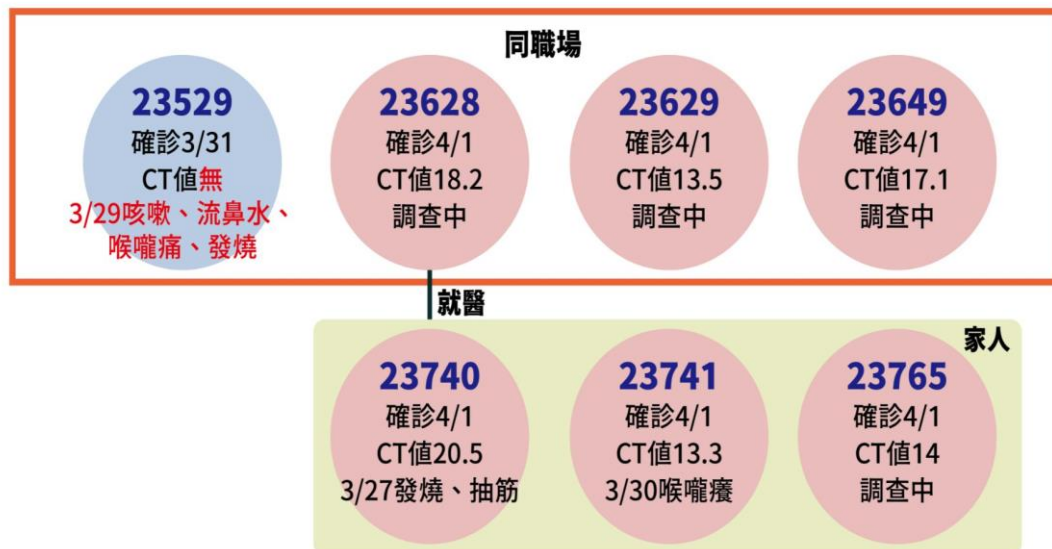 同職場
23529
確診3/31
CT值無
3/29咳嗽、流鼻水、
喉嚨痛、發燒
23628
確診4/1
CT值18.2
調查中
23629
確診4/1
CT值13.5
調查中
23649
確診4/1
CT值17.1
調查中
就醫
家人
23740
確診4/1
CT值20.5
3/27發燒、抽筋
23741
確診4/1
CT值13.3
3/30喉嚨癢
23765
確診4/1
CT值14
調查中